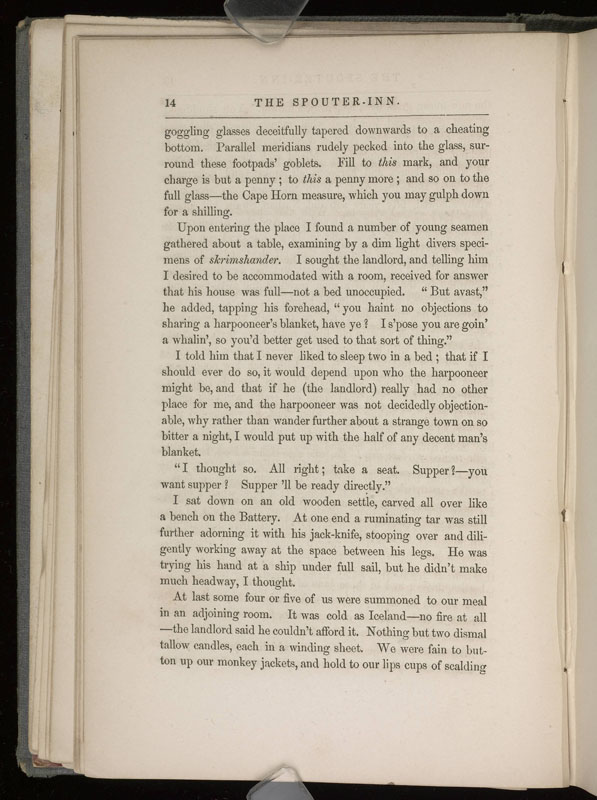 14 THE SPOUTER-INN.
goggling glasses deceitfully tapered downwards to a cheating
bottom. Parallel meridians rudely pecked into the glass, sur-
round these footpads' goblets. Fill to this mark, and your
charge is but a penny; to this a penny more; and so on to the
full glass—the Cape Horn measure, which you may gulph down
for a shilling.
Upon entering the place I found a number of young seamen
gathered about a table, examining by a dim light divers speci-
mens of skrimshander. I sought the landlord, and telling him
I desired to be accommodated with a room, received for answer
that his house was full—not a bed unoccupied. "But avast,"
he added, tapping his forehead, "you haint no objections to
sharing a harpooneer's blanket, have ye? I s'pose you are goin'
a whalin', so you'd better get used to that sort of thing."
I told him that I never liked to sleep two in a bed; that if I
should ever do so, it would depend upon who the harpooneer
might be, and that if he (the landlord) really had no other
place for me, and the harpooneer was not decidedly objection-
able, why rather than wander further about a strange town on so
bitter a night, I would put up with the half of any decent man's
blanket.
"I thought so. All right; take a seat. Supper?—you
want supper? Supper 'll be ready directly."
I sat down on an old wooden settle, carved all over like
a bench on the Battery. At one end a ruminating tar was still
further adorning it with his jack-knife, stooping over and dili-
gently working away at the space between his legs. He was
trying his hand at a ship under full sail, but he didn't make
much headway, I thought.
At last some four or five of us were summoned to our meal
in an adjoining room. It was cold as Iceland—no fire at all
—the landlord said he couldn't afford it. Nothing but two dismal
tallow candles, each in a winding sheet. We were fain to but-
ton up our monkey jackets, and hold to our lips cups of scalding